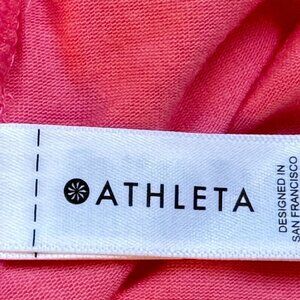 ATHLETA
DESIGNED IN
SAN FRANCISCO